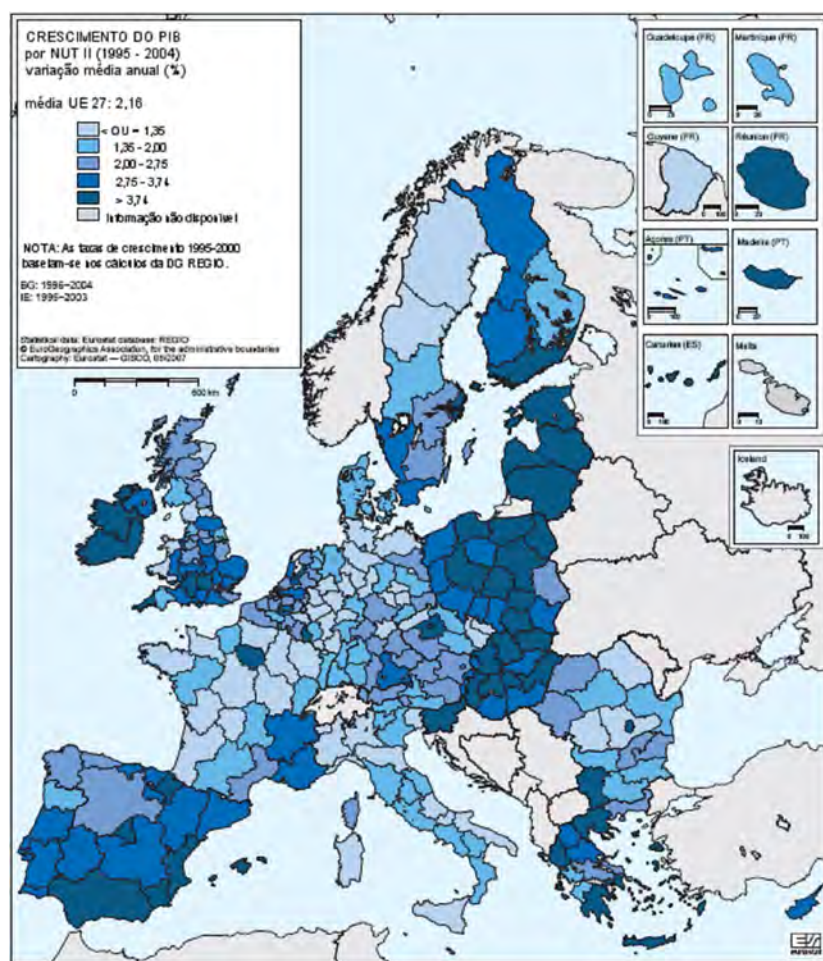 CRESCIMENTO DO PIB
por NUT II (1995 - 2004)
variação média anual (%)
média UE 27: 2,16
< OU = 1,35
1,35 - 2,00
2,00 - 2,75
2,75 - 3,74
> 3,74
Informação não disponível
NOTA: As taxas de crescimento 1995-2000
baseiam-se nos cálculos da DG REGIO.
BG: 1996-2004
IE: 1995-2003
Statistical data: Eurostat database: REGIO
© EuroGeographics Association, for the administrative boundaries
Cartography: Eurostat — GISCO, 05/2007
0 600 km
Guadeloupe (FR)
Martinique (FR)
Guyane (FR)
Réunion (FR)
Açores (PT)
Madeira (PT)
Canarias (ES)
Malta
Iceland
0 100
eurostat